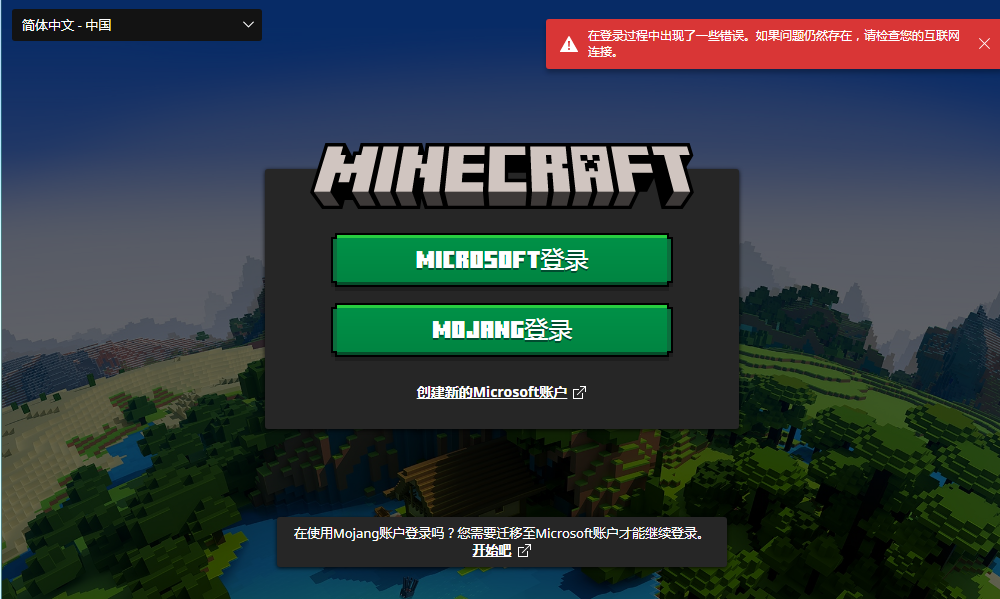 简体中文 - 中国
在登录过程中出现了一些错误。如果问题仍然存在，请检查您的互联网
连接。
MINECRAFT
MICROSOFT登录
MOJANG登录
创建新的Microsoft账户
在使用Mojang账户登录吗？您需要迁移至Microsoft账户才能继续登录。
开始吧